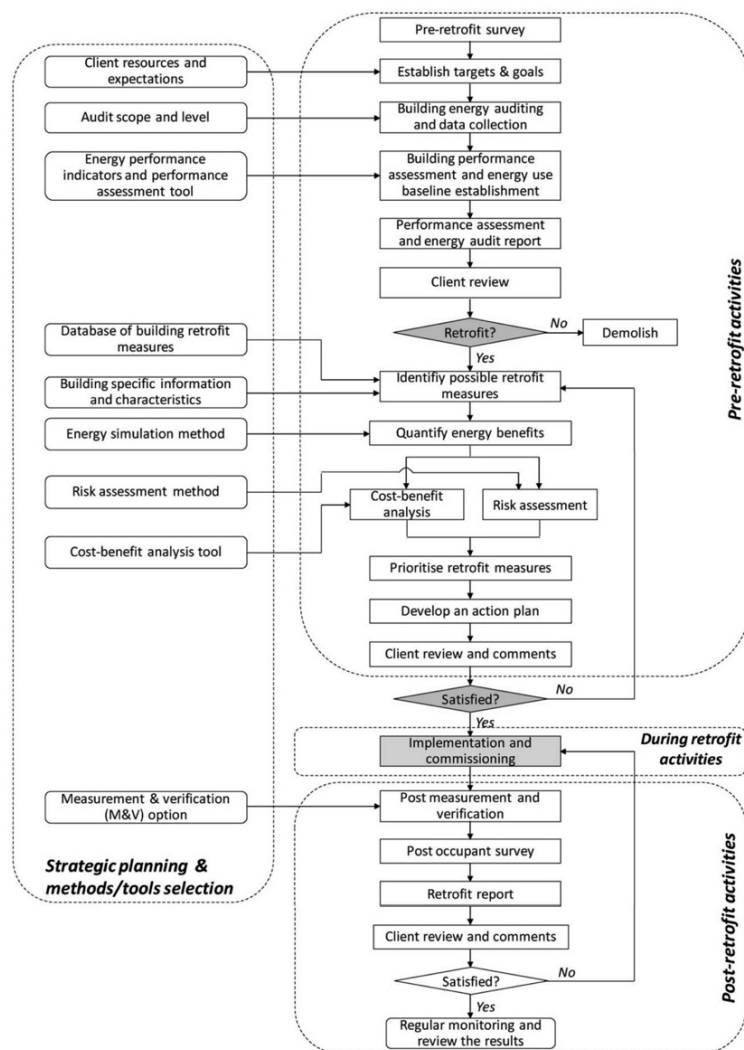 Pre-retrofit survey
Client resources and
expectations
Establish targets & goals
Audit scope and level
Building energy auditing
and data collection
Energy performance
indicators and performance
assessment tool
Building performance
assessment and energy use
baseline establishment
Performance assessment
and energy audit report
Client review
Retrofit?
No
Demolish
Yes
Database of building retrofit
measures
Identifiy possible retrofit
measures
Building specific information
and characteristics
Energy simulation method
Quantify energy benefits
Risk assessment method
Cost-benefit
analysis
Risk assessment
Cost-benefit analysis tool
Prioritise retrofit measures
Develop an action plan
Client review and comments
Satisfied?
No
Yes
Pre-retrofit activities
Implementation and
commissioning
During retrofit
activities
Measurement & verification
(M&V) option
Post measurement and
verification
Post occupant survey
Strategic planning &
methods/tools selection
Retrofit report
Client review and comments
Satisfied?
No
Yes
Regular monitoring and
review the results
Post-retrofit activities